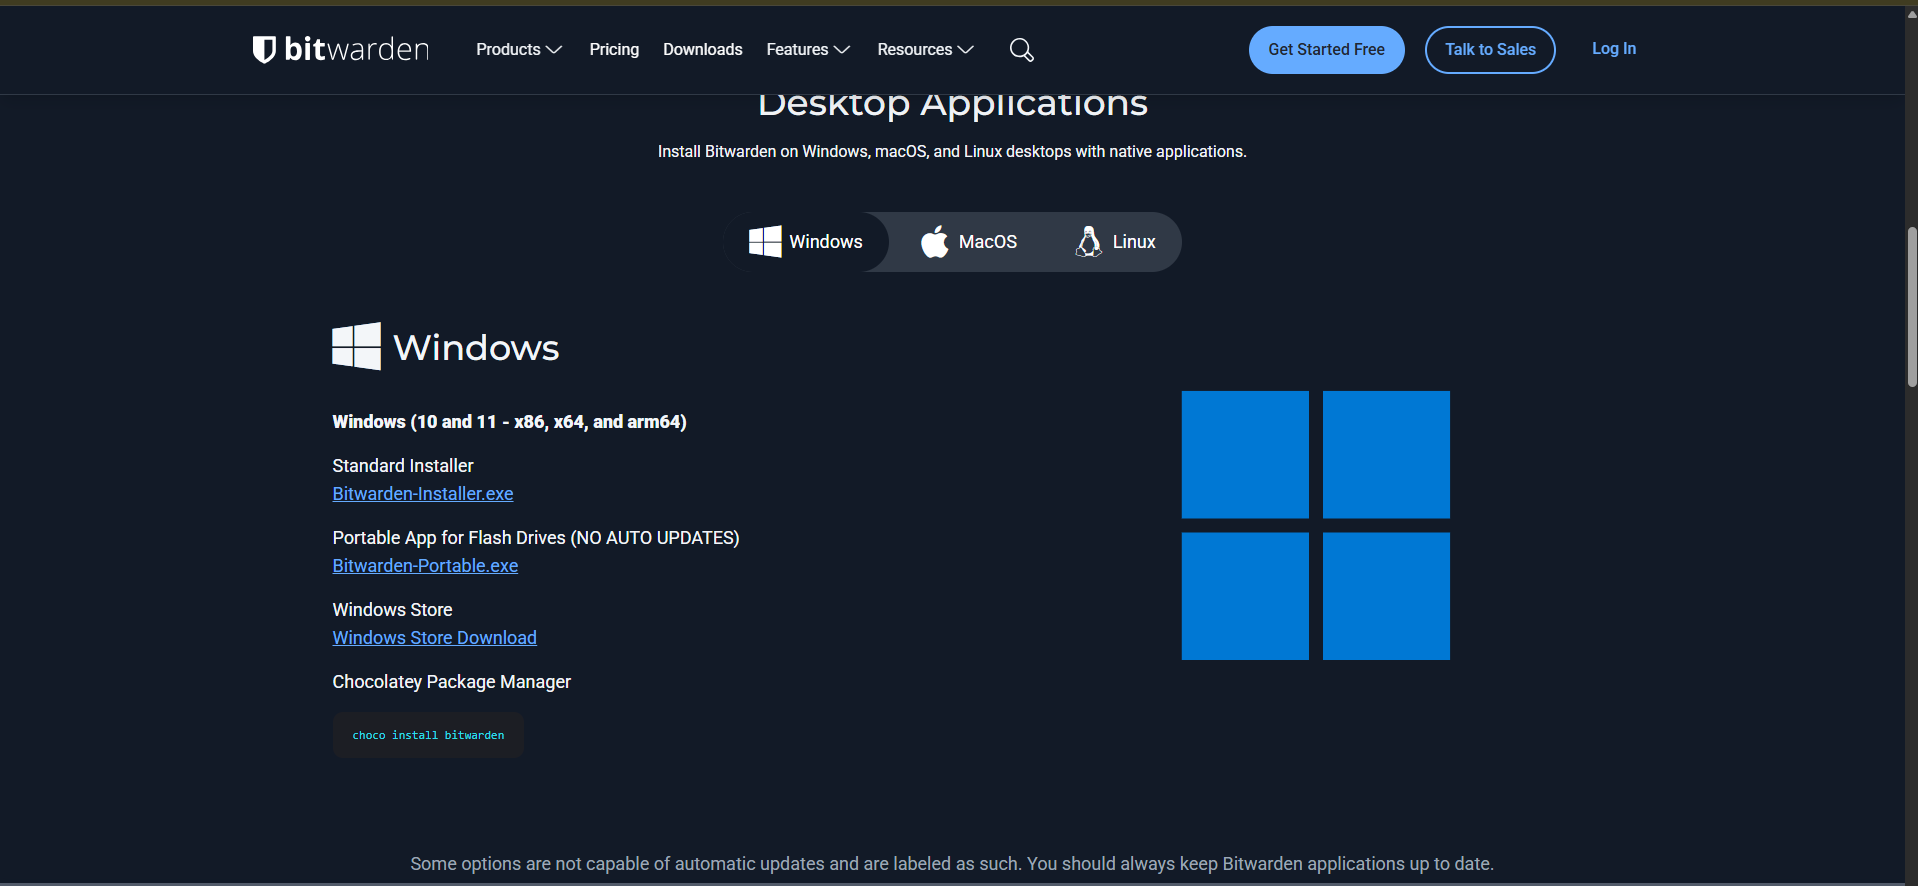 bitwarden
Products Pricing Downloads Features Resources
Get Started Free Talk to Sales Log In
Desktop Applications
Install Bitwarden on Windows, macOS, and Linux desktops with native applications.
Windows MacOS Linux
Windows
Windows (10 and 11 - x86, x64, and arm64)
Standard Installer
Bitwarden-Installer.exe
Portable App for Flash Drives (NO AUTO UPDATES)
Bitwarden-Portable.exe
Windows Store
Windows Store Download
Chocolatey Package Manager
choco install bitwarden
Some options are not capable of automatic updates and are labeled as such. You should always keep Bitwarden applications up to date.